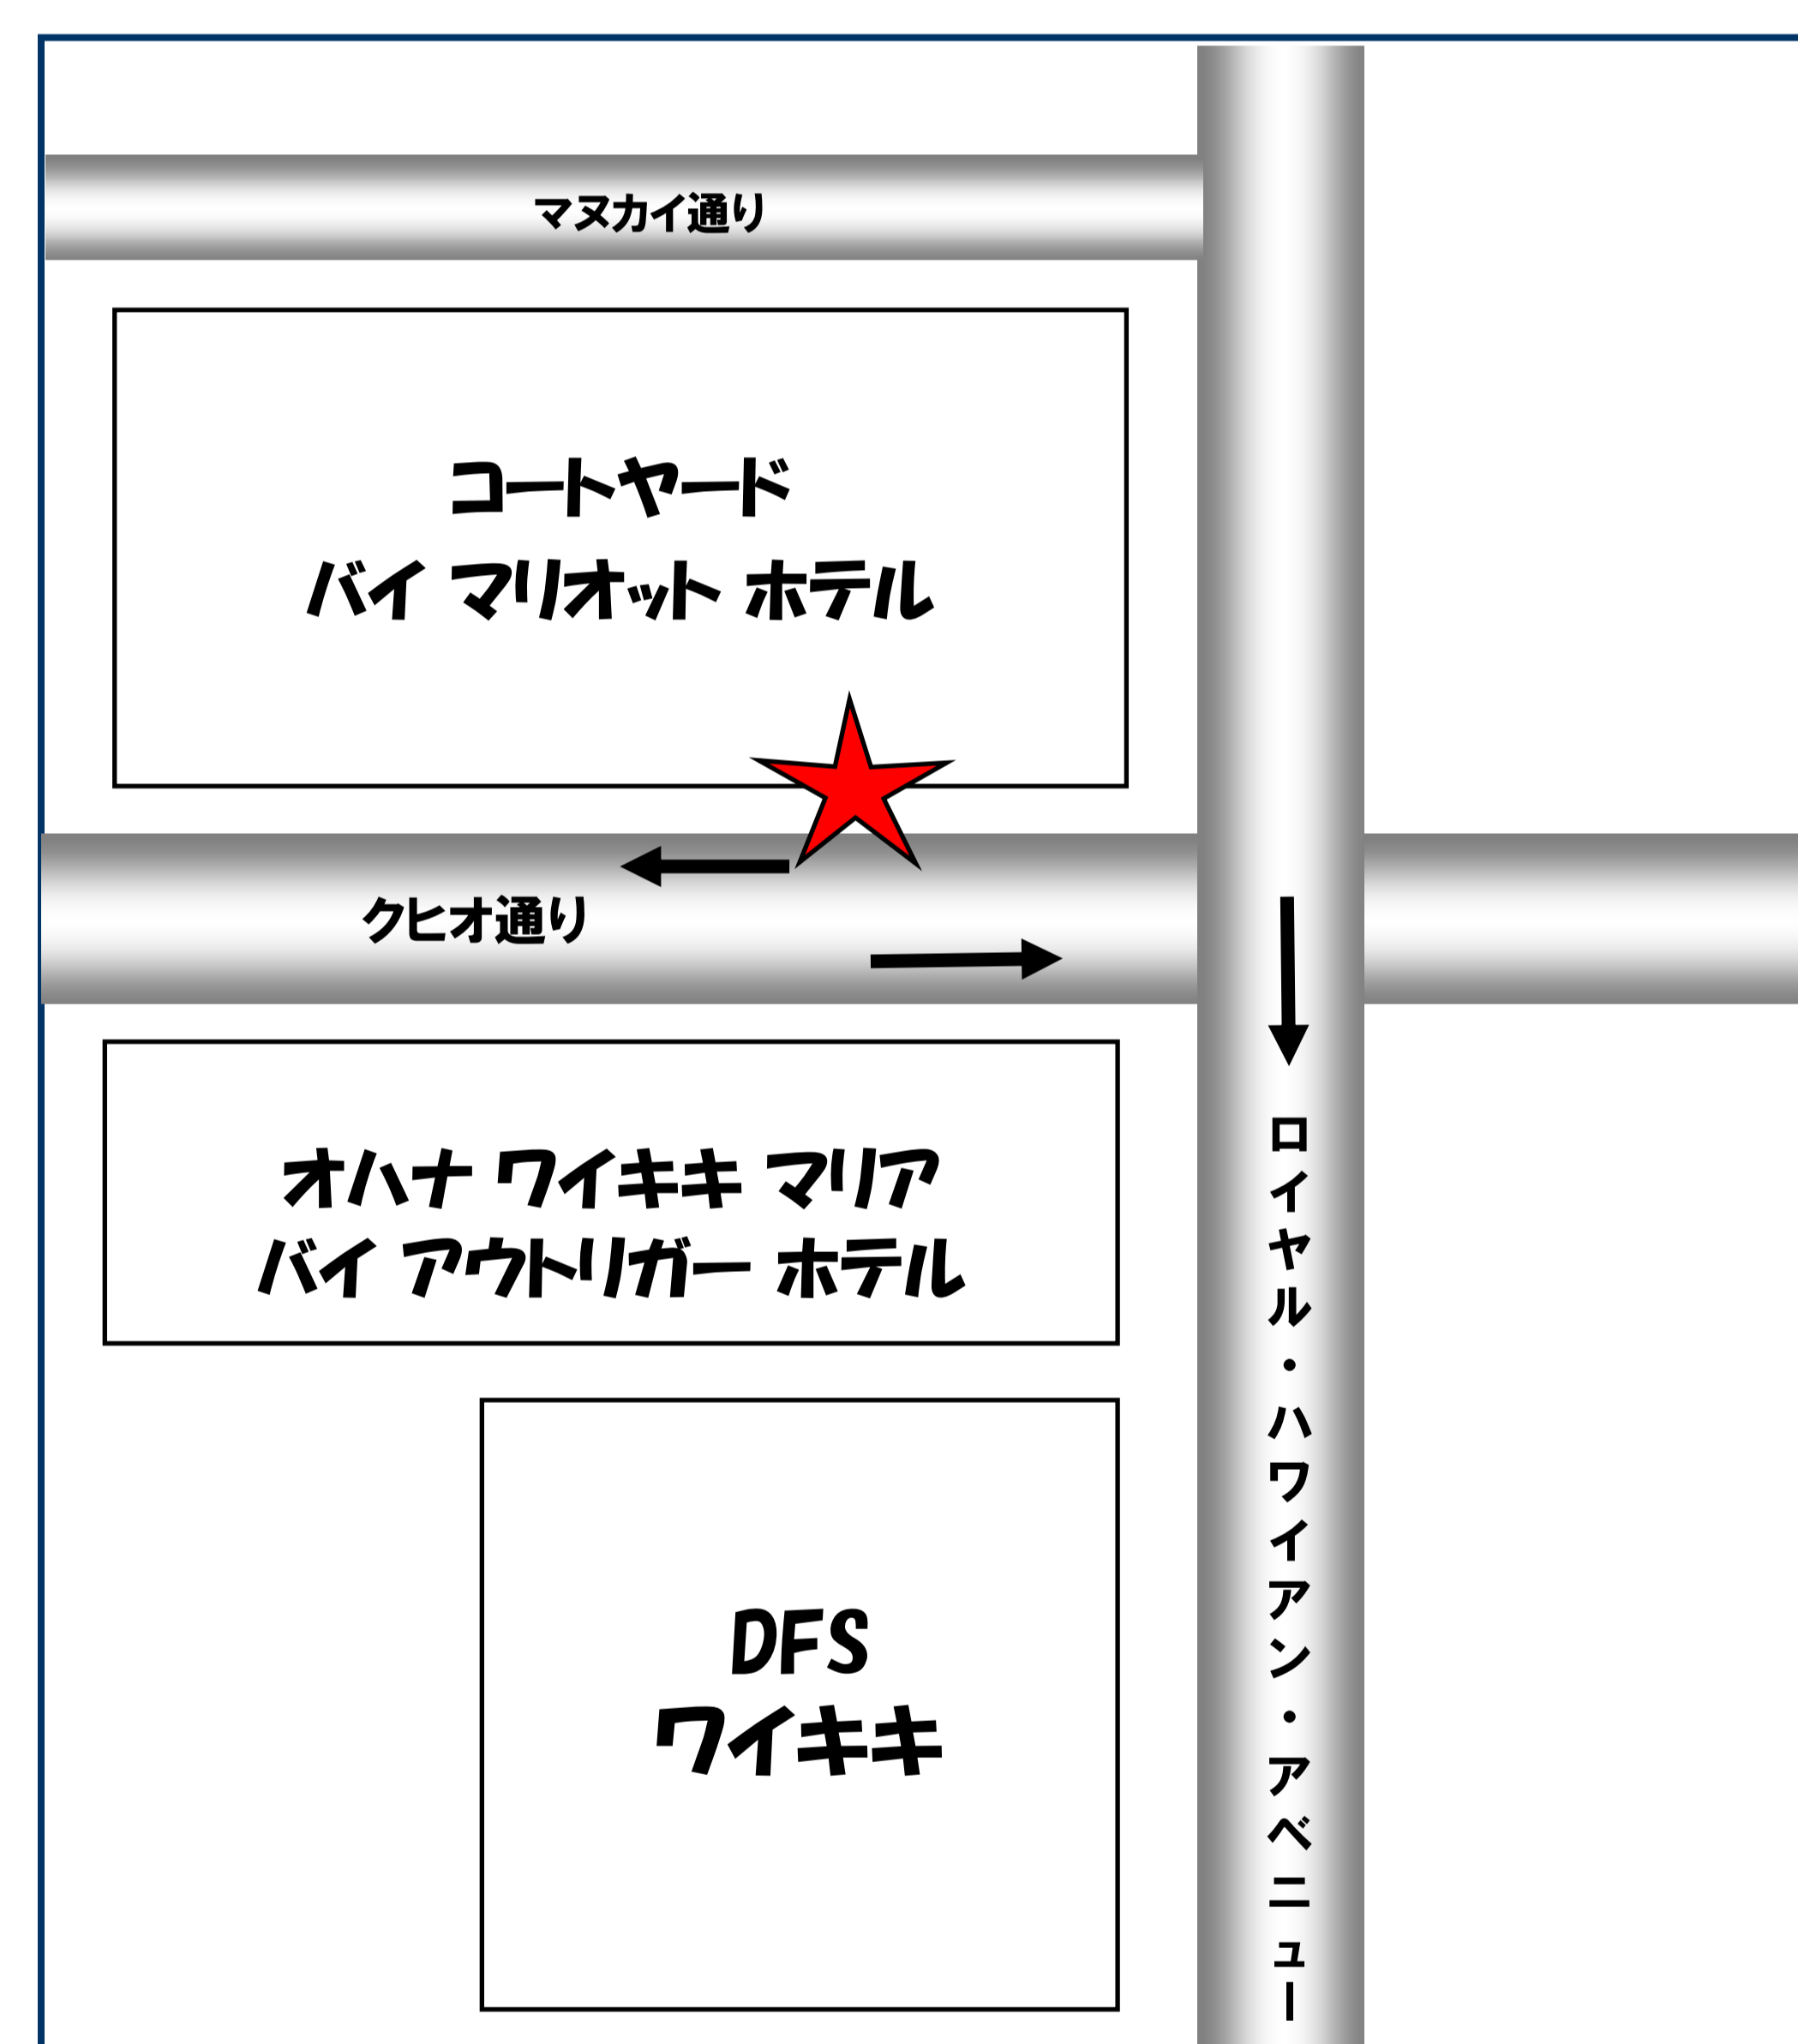 マヌカイ通り
コートヤード
バイ マリオット ホテル
クヒオ通り
オハナ ワイキキ マリア
バイ アウトリガー ホテル
DFS
ワイキキ
ロイヤル・ハワイアン・アベニュー